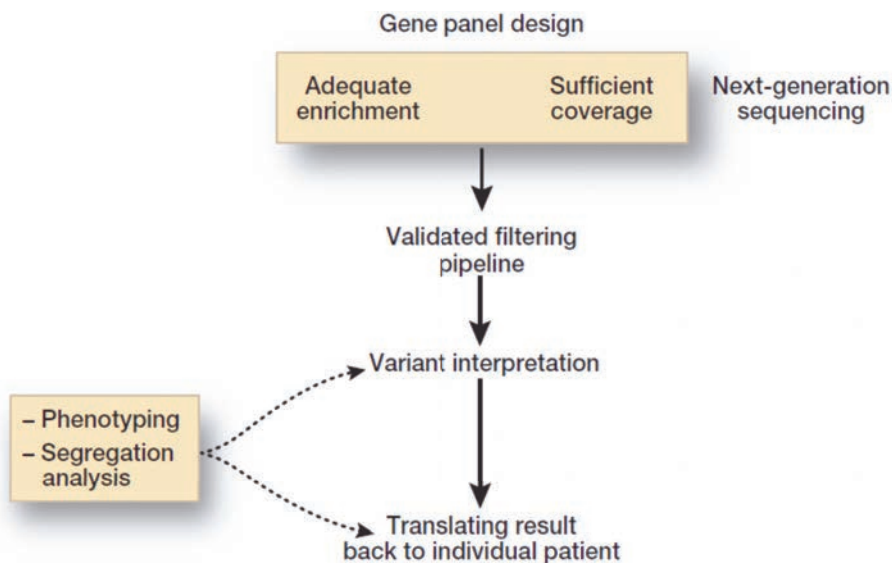 Gene panel design
Adequate
enrichment
Sufficient
coverage
Next-generation
sequencing
Validated filtering
pipeline
Variant interpretation
– Phenotyping
– Segregation
analysis
Translating result
back to individual patient